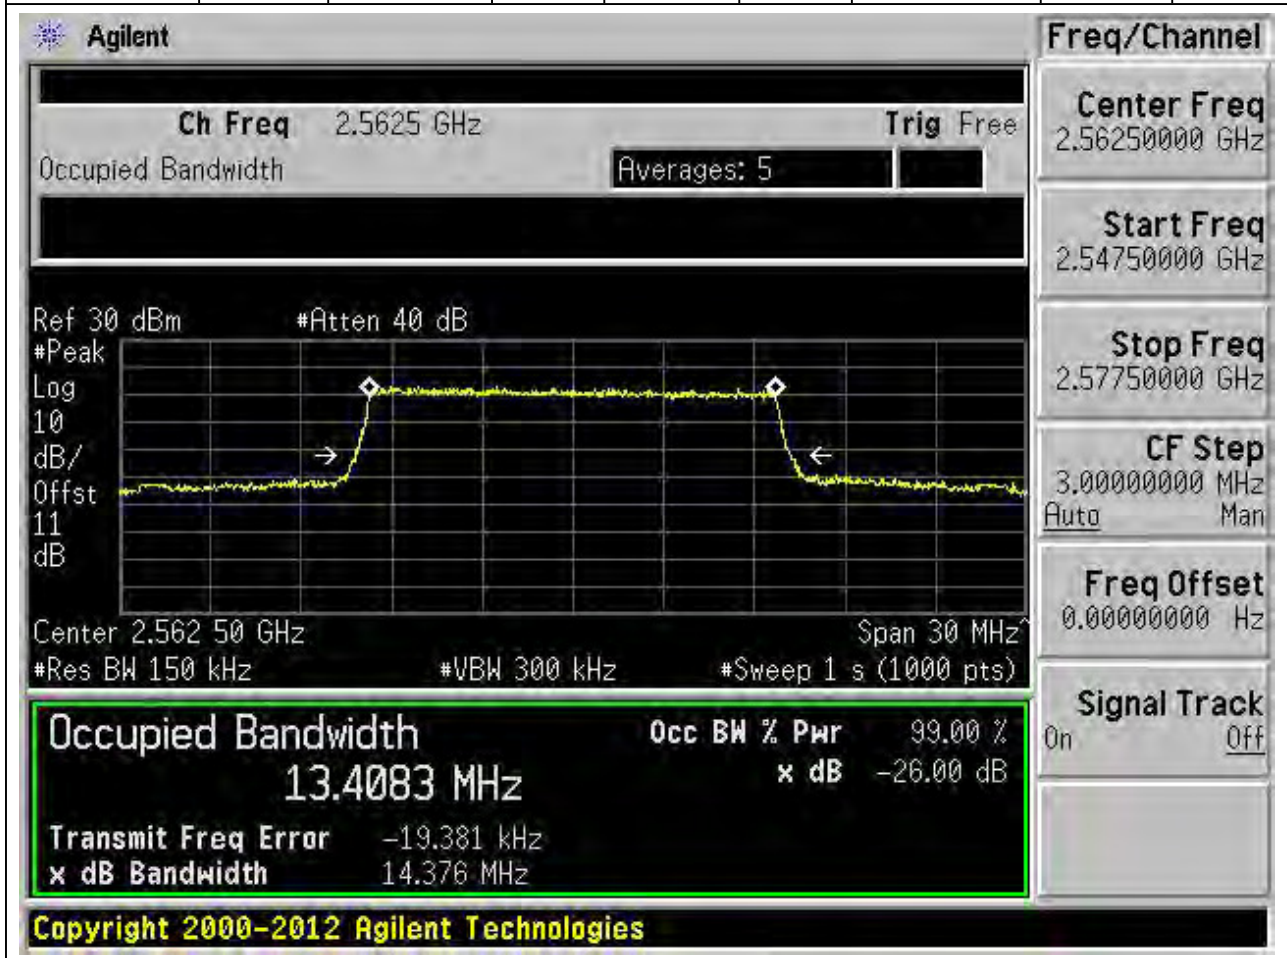 Agilent
Freq/Channel
Ch Freq 2.5625 GHz Trig Free
Occupied Bandwidth Averages: 5
Center Freq
2.56250000 GHz
Start Freq
2.54750000 GHz
Stop Freq
2.57750000 GHz
CF Step
3.00000000 MHz
Auto Man
Freq Offset
0.00000000 Hz
Signal Track
On Off
Ref 30 dBm #Atten 40 dB
#Peak
Log
10
dB/
Offst
11
dB
Center 2.562 50 GHz Span 30 MHz^
#Res BW 150 kHz #VBW 300 kHz #Sweep 1 s (1000 pts)
Occupied Bandwidth Occ BW % Pwr 99.00 %
13.4083 MHz x dB -26.00 dB
Transmit Freq Error -19.381 kHz
x dB Bandwidth 14.376 MHz
Copyright 2000-2012 Agilent Technologies